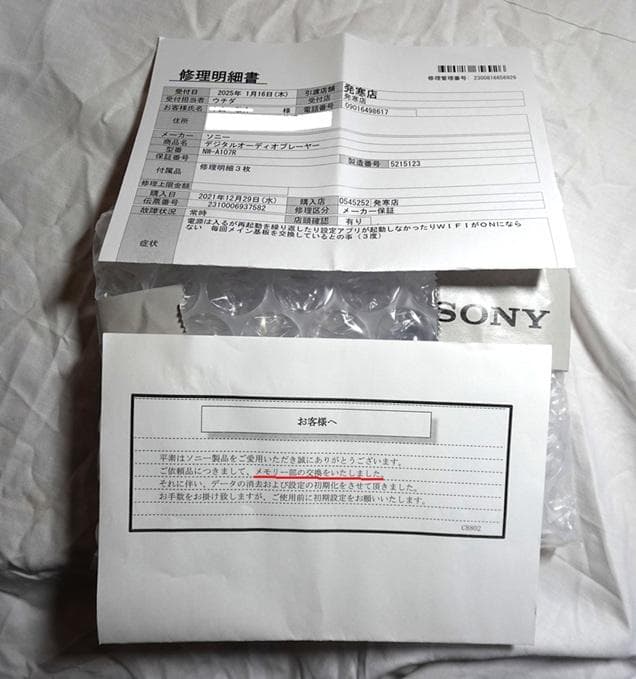 修理明細書
修理管理番号: 2300616456926
受付日 2025年 1月16日(木) 引渡店舗 発寒店
受付担当者 ウチダ 受付店 発寒店
お客様氏名 様 電話番号 09016498617
住所
メーカー ソニー
商品名 デジタルオーディオプレーヤー
型番 NW-A107R
保証番号 製造番号 5215123
付属品 修理明細3枚
修理上限金額
購入日 2021年12月29日(水) 購入店 0545252 発寒店
伝票番号 2310006937582 修理区分 メーカー保証
故障状況 常時 店頭確認 有り
症状 電源は入るが再起動を繰り返したり設定アプリが起動しなかったりWIFIがONになら
ない 毎回メイン基板を交換しているとの事(3度)
SONY
お客様へ
平素はソニー製品をご愛用いただき誠にありがとうございます。
ご依頼品につきまして、メモリー部の交換をいたしました。
それに伴い、データの消去および設定の初期化をさせて頂きました。
お手数をお掛け致しますが、ご使用前に初期設定をお願いいたします。
C8802